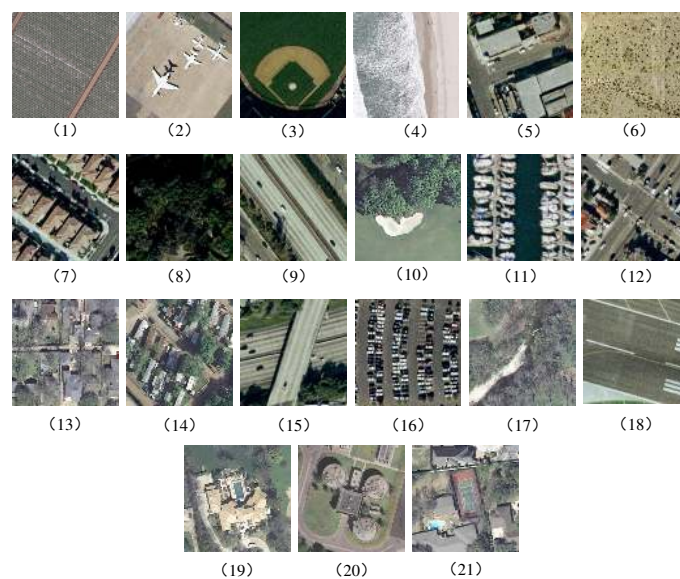 （1） （2） （3） （4） （5） （6）
（7） （8） （9） （10） （11） （12）
（13） （14） （15） （16） （17） （18）
（19） （20） （21）